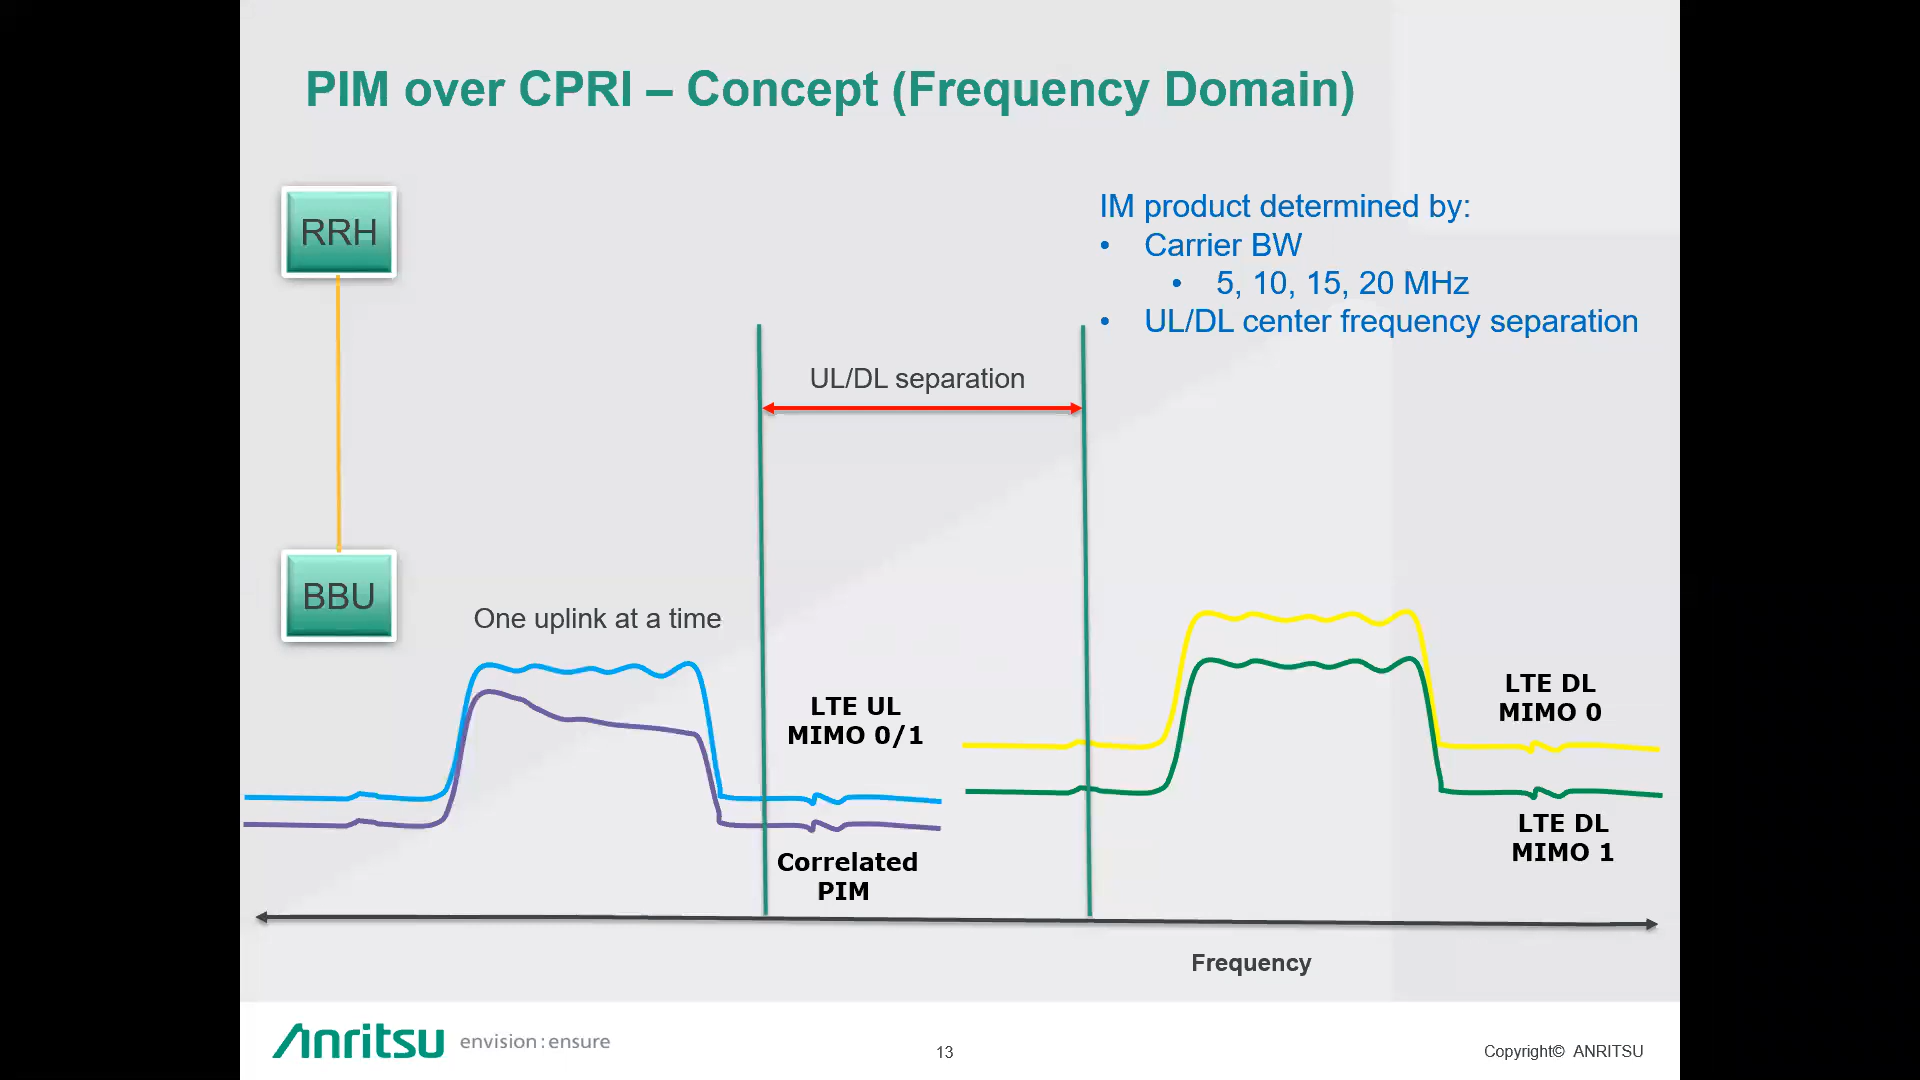 PIM over CPRI – Concept (Frequency Domain)
RRH
IM product determined by:
• Carrier BW
• 5, 10, 15, 20 MHz
• UL/DL center frequency separation
UL/DL separation
BBU
One uplink at a time
LTE UL
MIMO 0/1
LTE DL
MIMO 0
LTE DL
MIMO 1
Correlated
PIM
Frequency
Anritsu envision : ensure
13
Copyright© ANRITSU